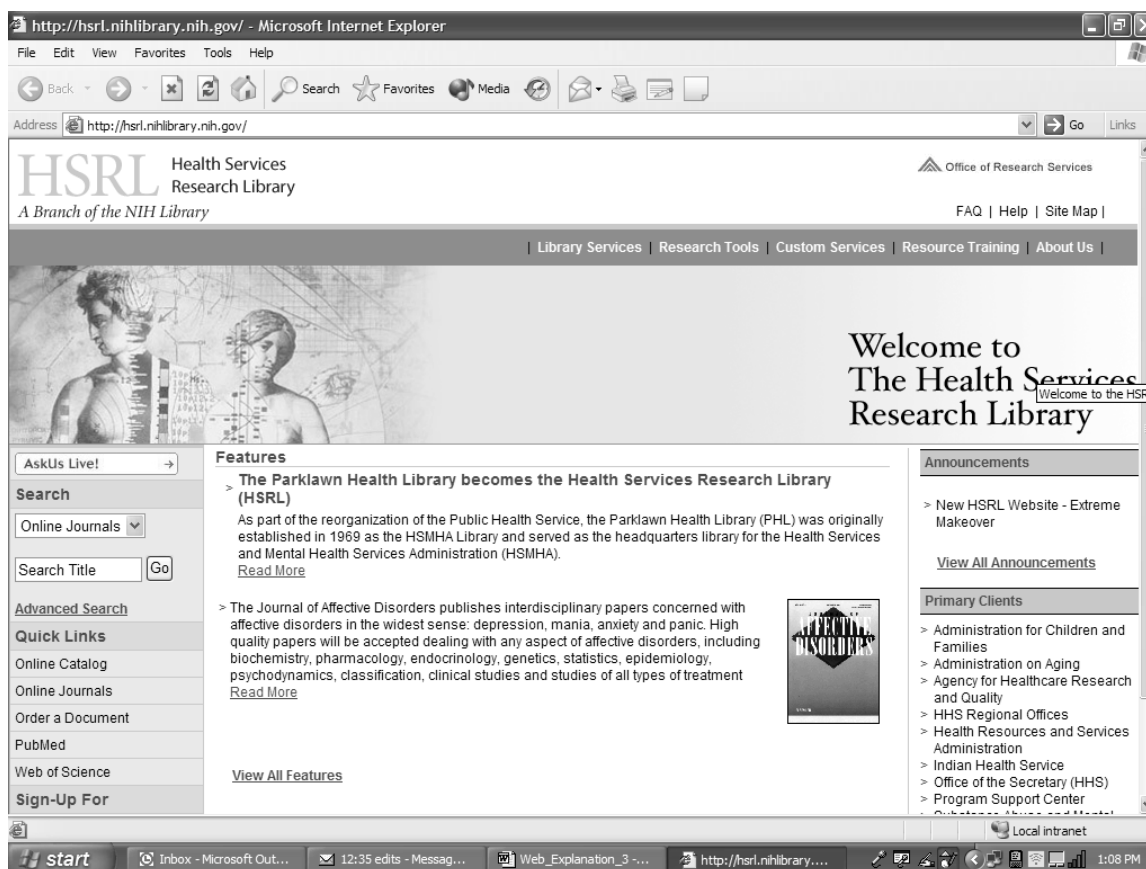 http://hsrl.nihlibrary.nih.gov/ - Microsoft Internet Explorer
File Edit View Favorites Tools Help
Back Search Favorites Media
Address http://hsrl.nihlibrary.nih.gov/ Go Links
HSRL Health Services
Research Library
A Branch of the NIH Library
Office of Research Services
FAQ | Help | Site Map |
| Library Services | Research Tools | Custom Services | Resource Training | About Us |
Welcome to
The Health Services
Research Library
Welcome to the HSR
AskUs Live!
Search
Online Journals
Search Title Go
Advanced Search
Quick Links
Online Catalog
Online Journals
Order a Document
PubMed
Web of Science
Sign-Up For
Features
> The Parklawn Health Library becomes the Health Services Research Library
(HSRL)
As part of the reorganization of the Public Health Service, the Parklawn Health Library (PHL) was originally
established in 1969 as the HSMHA Library and served as the headquarters library for the Health Services
and Mental Health Services Administration (HSMHA).
Read More
> The Journal of Affective Disorders publishes interdisciplinary papers concerned with
affective disorders in the widest sense: depression, mania, anxiety and panic. High
quality papers will be accepted dealing with any aspect of affective disorders, including
biochemistry, pharmacology, endocrinology, genetics, statistics, epidemiology,
psychodynamics, classification, clinical studies and studies of all types of treatment
Read More
AFFECTIVE
DISORDERS
View All Features
Announcements
> New HSRL Website - Extreme
Makeover
View All Announcements
Primary Clients
> Administration for Children and
Families
> Administration on Aging
> Agency for Healthcare Research
and Quality
> HHS Regional Offices
> Health Resources and Services
Administration
> Indian Health Service
> Office of the Secretary (HHS)
> Program Support Center
Local intranet
start Inbox - Microsoft Out... 12:35 edits - Messag... Web_Explanation_3 -... http://hsrl.nihlibrary.... 1:08 PM